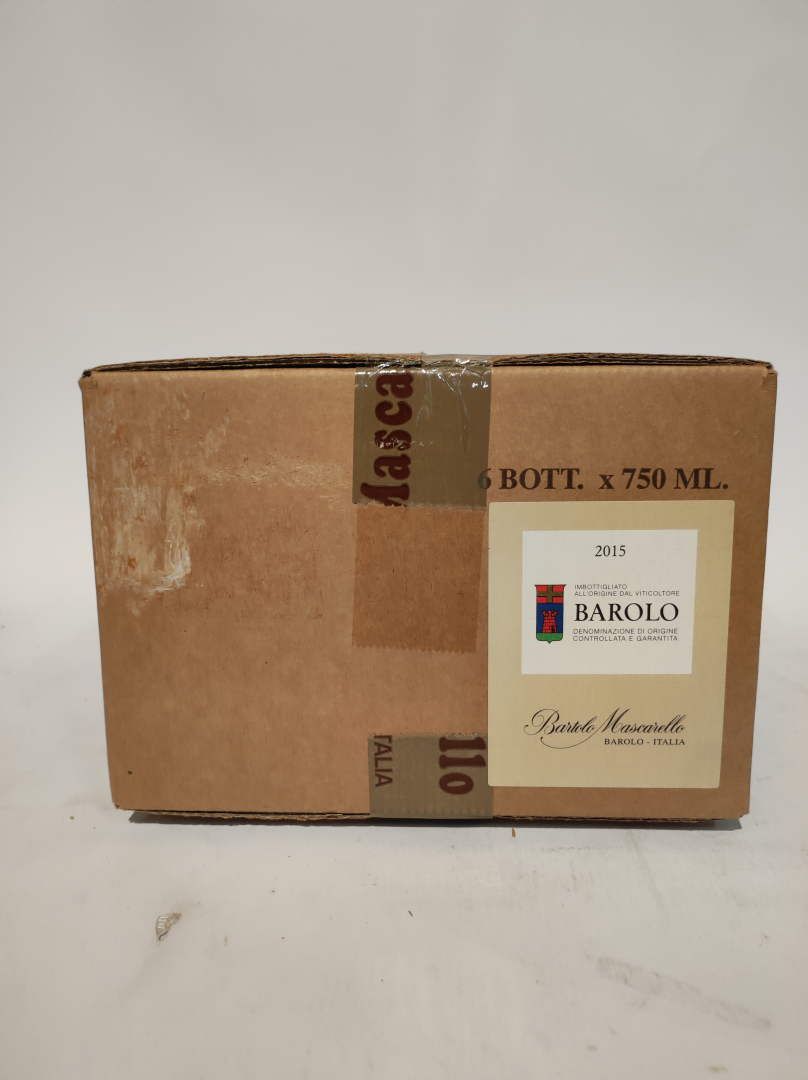 Masca
6 BOTT. x 750 ML.
2015
IMBOTTIGLIATO
ALL'ORIGINE DAL VITICOLTORE
BAROLO
DENOMINAZIONE DI ORIGINE
CONTROLLATA E GARANTITA
Bartolo Mascarello
BAROLO - ITALIA
llo
ITALIA